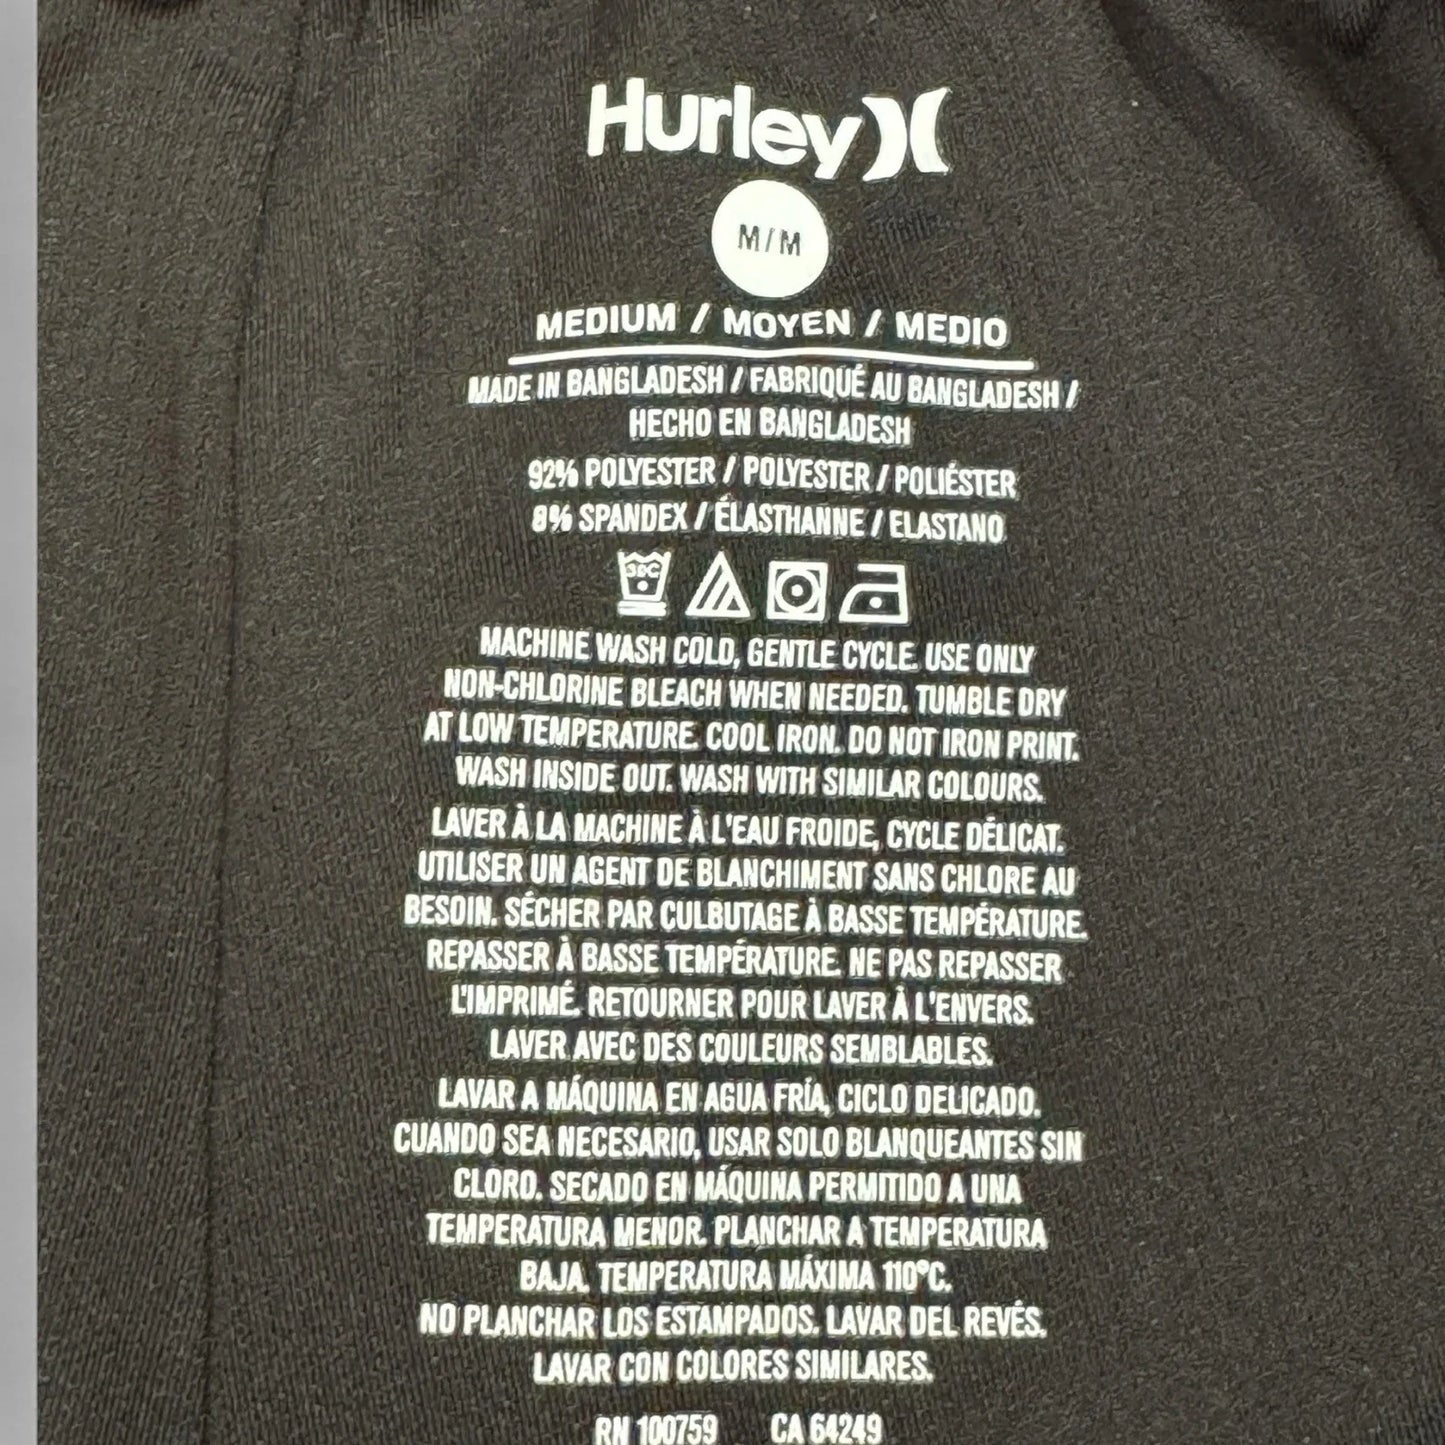 Hurley
M/M
MEDIUM / MOYEN / MEDIO
MADE IN BANGLADESH / FABRIQUÉ AU BANGLADESH /
HECHO EN BANGLADESH
92% POLYESTER / POLYESTER / POLIÉSTER
8% SPANDEX / ÉLASTHANNE / ELASTANO
30C
MACHINE WASH COLD, GENTLE CYCLE. USE ONLY
NON-CHLORINE BLEACH WHEN NEEDED. TUMBLE DRY
AT LOW TEMPERATURE. COOL IRON. DO NOT IRON PRINT.
WASH INSIDE OUT. WASH WITH SIMILAR COLOURS.
LAVER À LA MACHINE À L'EAU FROIDE, CYCLE DÉLICAT.
UTILISER UN AGENT DE BLANCHIMENT SANS CHLORE AU
BESOIN. SÉCHER PAR CULBUTAGE À BASSE TEMPÉRATURE.
REPASSER À BASSE TEMPÉRATURE. NE PAS REPASSER
L'IMPRIMÉ. RETOURNER POUR LAVER À L'ENVERS.
LAVER AVEC DES COULEURS SEMBLABLES.
LAVAR A MÁQUINA EN AGUA FRÍA, CICLO DELICADO.
CUANDO SEA NECESARIO, USAR SOLO BLANQUEANTES SIN
CLORO. SECADO EN MÁQUINA PERMITIDO A UNA
TEMPERATURA MENOR. PLANCHAR A TEMPERATURA
BAJA. TEMPERATURA MÁXIMA 110°C.
NO PLANCHAR LOS ESTAMPADOS. LAVAR DEL REVÉS.
LAVAR CON COLORES SIMILARES.
RN 100759 CA 64249